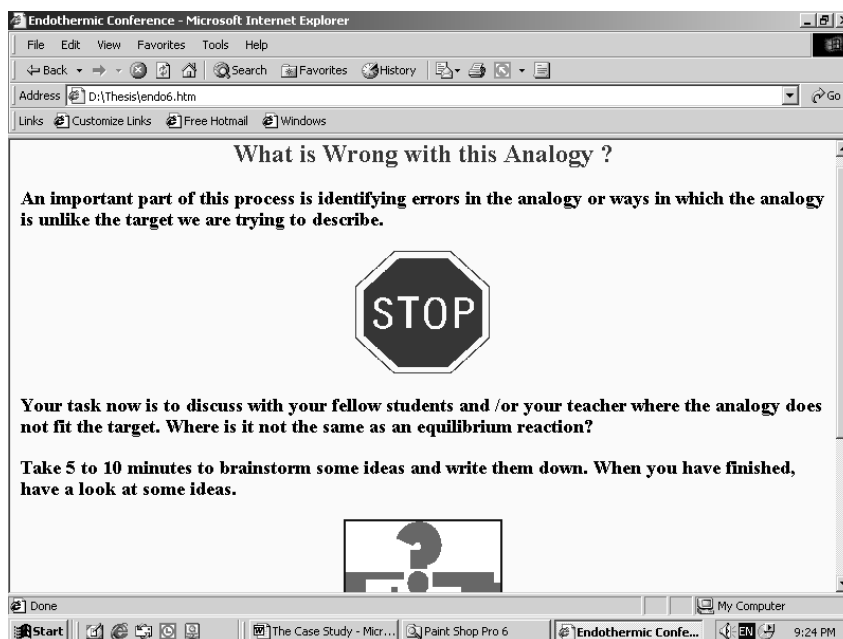 Endothermic Conference - Microsoft Internet Explorer
File Edit View Favorites Tools Help
Back Search Favorites History
Address D:\Thesis\endo6.htm Go
Links Customize Links Free Hotmail Windows
What is Wrong with this Analogy ?
An important part of this process is identifying errors in the analogy or ways in which the analogy
is unlike the target we are trying to describe.
STOP
Your task now is to discuss with your fellow students and /or your teacher where the analogy does
not fit the target. Where is it not the same as an equilibrium reaction?
Take 5 to 10 minutes to brainstorm some ideas and write them down. When you have finished,
have a look at some ideas.
Done My Computer
Start The Case Study - Micr... Paint Shop Pro 6 Endothermic Confe... EN 9:24 PM